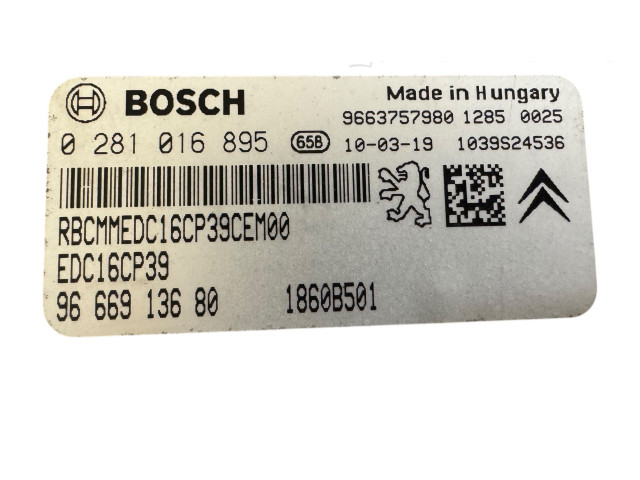 BOSCH
Made in Hungary
9663757980 1285 0025
0 281 016 895 65B 10-03-19 1039S24536
RBCMMEDC16CP39CEM00
EDC16CP39
96 669 136 80 1860B501